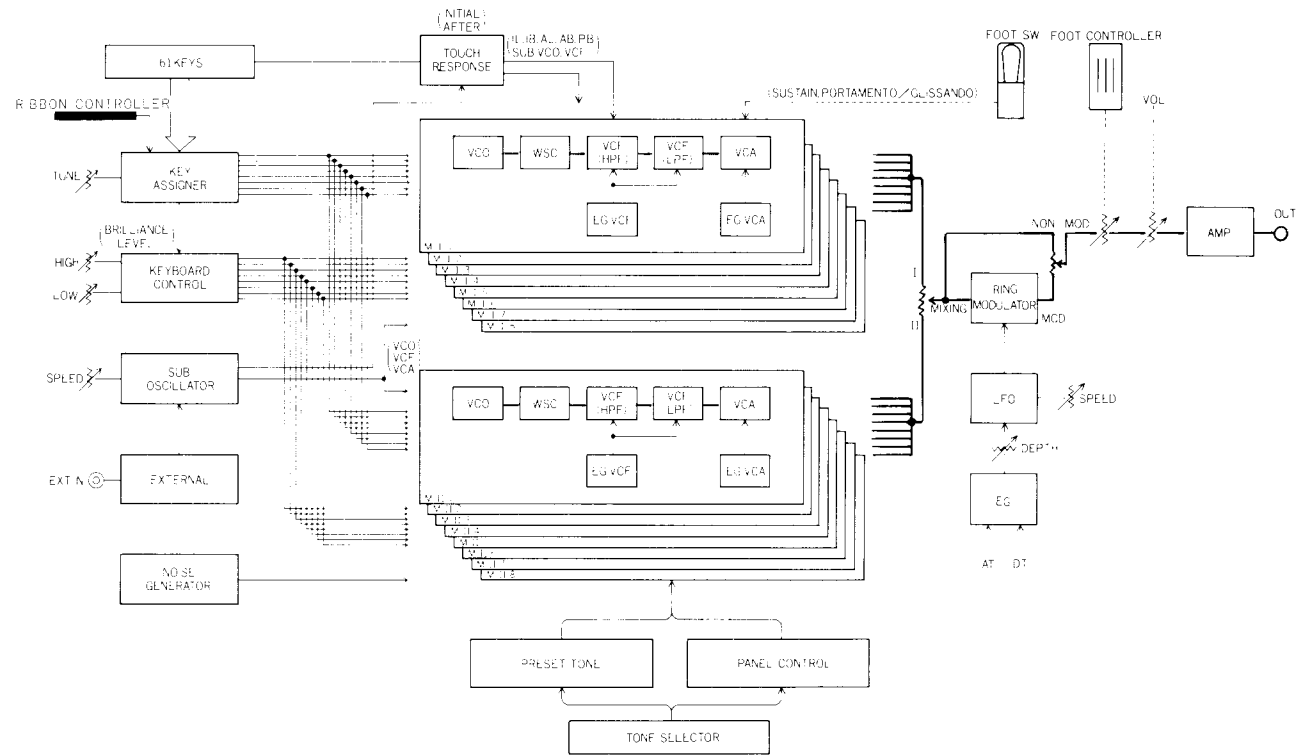 FOOT SW
FOOT CONTROLLER
61 KEYS
(NITIAL
AFTER)
TOUCH
RESPONSE
(IL, IB, AL, AB, PB
SUB VCO, VCF)
RIBBON CONTROLLER
(SUSTAIN, PORTAMENTO/GLISSANDO)
VOL
TUNE
KEY
ASSIGNER
VCO
WSC
VCF
(HPF)
VCF
(LPF)
VCA
EG VCF
EG VCA
(BRILLIANCE
LEVEL)
HIGH
LOW
KEYBOARD
CONTROL
NON MOD
AMP
OUT
I
MIXING
II
RING
MODULATOR
MOD
(VCO
VCF
VCA)
SPEED
SUB
OSCILLATOR
VCO
WSC
VCF
(HPF)
VCF
LPF)
VCA
EG VCF
EG VCA
LFO
SPEED
DEPTH
EG
AT DT
EXT IN
EXTERNAL
NOISE
GENERATOR
PRESET TONE
PANEL CONTROL
TONE SELECTOR